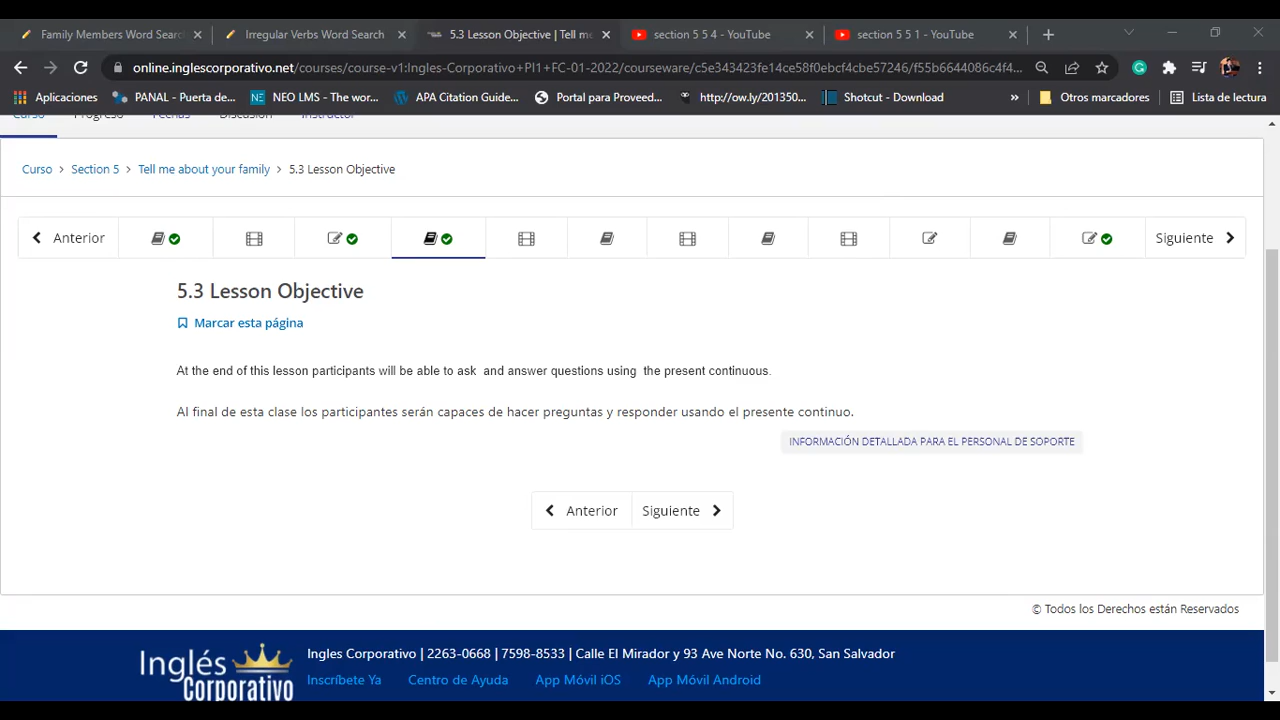 Family Members Word Searc
Irregular Verbs Word Search
5.3 Lesson Objective | Tell me
section 5 5 4 - YouTube
section 5 5 1 - YouTube
online.inglescorporativo.net/courses/course-v1:Ingles-Corporativo+PI1+FC-01-2022/courseware/c5e343423fe14ce58f0ebcf4cbe57246/f55b6644086c4f4...
Aplicaciones
PANAL - Puerta de...
NEO LMS - The wor...
APA Citation Guide...
Portal para Proveed...
http://ow.ly/201350...
Shotcut - Download
»
Otros marcadores
Lista de lectura
Curso
Progreso
Fechas
Discusión
Instructor
Curso > Section 5 > Tell me about your family > 5.3 Lesson Objective
Anterior
Siguiente
5.3 Lesson Objective
Marcar esta página
At the end of this lesson participants will be able to ask and answer questions using the present continuous.
Al final de esta clase los participantes serán capaces de hacer preguntas y responder usando el presente continuo.
INFORMACIÓN DETALLADA PARA EL PERSONAL DE SOPORTE
Anterior
Siguiente
© Todos los Derechos están Reservados
Inglés
Corporativo
Ingles Corporativo | 2263-0668 | 7598-8533 | Calle El Mirador y 93 Ave Norte No. 630, San Salvador
Inscríbete Ya
Centro de Ayuda
App Móvil iOS
App Móvil Android